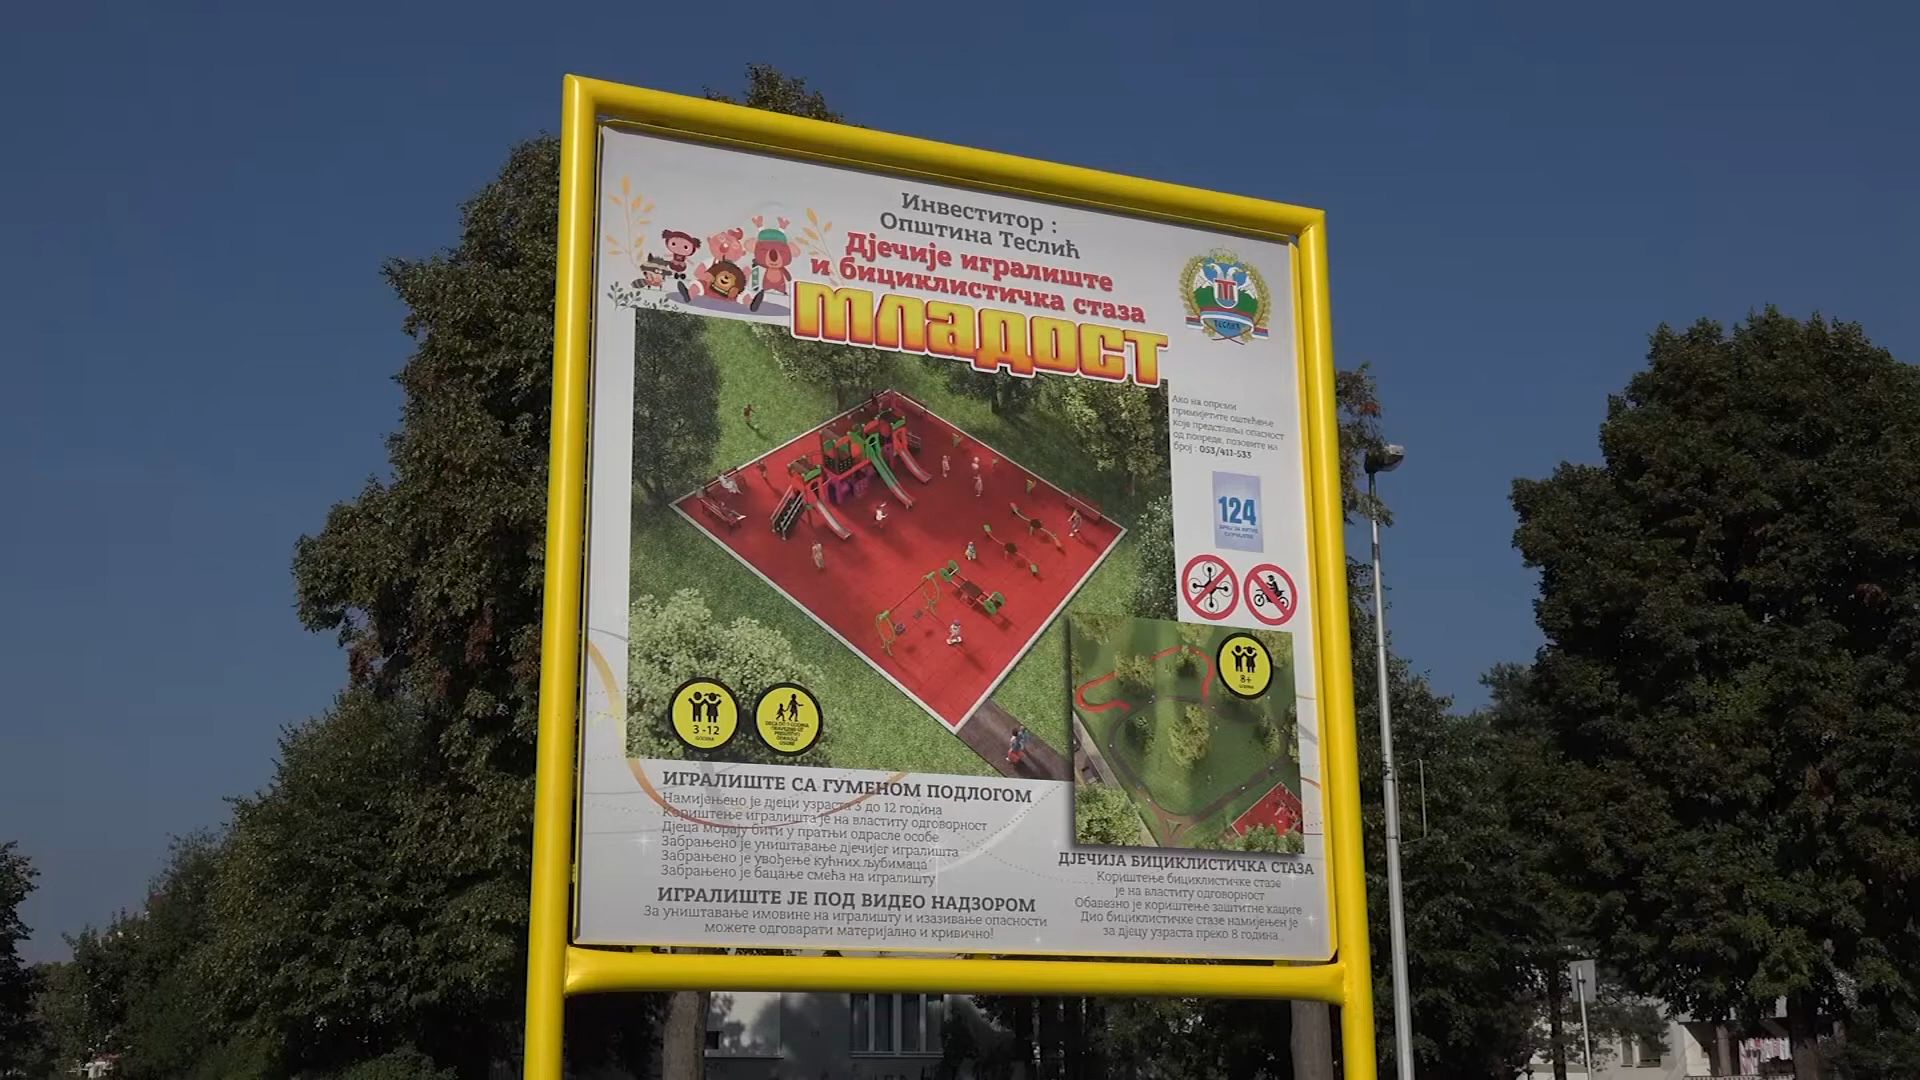 Инвеститор :
Општина Теслић
Дјечије игралиште
и бициклистичка стаза
младост
ТЕСЛИЋ
Ако на опреми
примијетите оштећење
које представља опасност
од повреде, позовите на
број : 053/411-533
124
8+
ГОДИНА
3 -12
ГОДИНА
ИГРАЛИШТЕ СА ГУМЕНОМ ПОДЛОГОМ
Намијењено је дјеци узраста 3 до 12 година
Кориштење игралишта је на властиту одговорност
Дјеца морају бити у пратњи одрасле особе
Забрањено је уништавање дјечијег игралишта
Забрањено је увођење кућних љубимаца
Забрањено је бацање смећа на игралишту
ИГРАЛИШТЕ ЈЕ ПОД ВИДЕО НАДЗОРОМ
За уништавање имовине на игралишту и изазивање опасности
можете одговарати материјално и кривично!
ДЈЕЧИЈА БИЦИКЛИСТИЧКА СТАЗА
Кориштење бициклистичке стазе
је на властиту одговорност
Обавезно је кориштење заштитне кациге
Дио бициклистичке стазе намијењен је
за дјецу узраста преко 8 година .